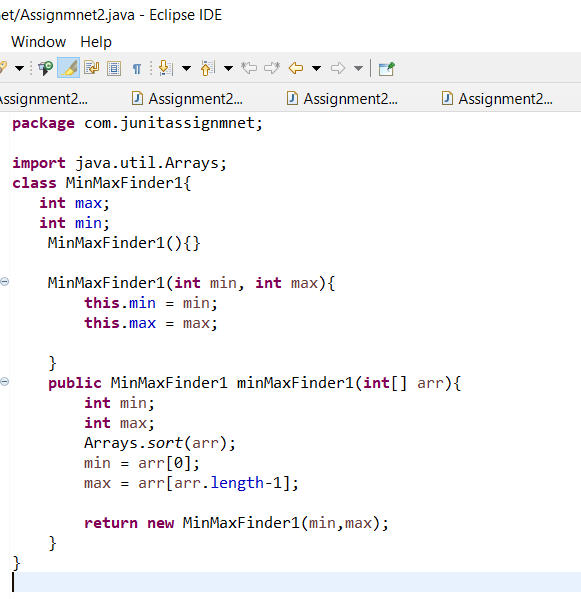 et/Assignmnet2.java - Eclipse IDE
Window Help
Assignment2... Assignment2... Assignment2... Assignment2...
package com.junitassignmnet;
import java.util.Arrays;
class MinMaxFinder1{
int max;
int min;
MinMaxFinder1(){}
MinMaxFinder1(int min, int max){
this.min = min;
this.max = max;
}
public MinMaxFinder1 minMaxFinder1(int[] arr){
int min;
int max;
Arrays.sort(arr);
min = arr[0];
max = arr[arr.length-1];
return new MinMaxFinder1(min,max);
}
}